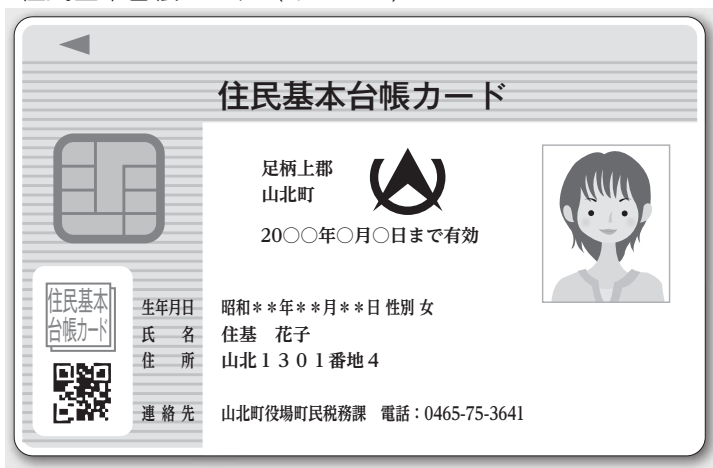 住民基本台帳カード
足柄上郡
山北町
20○○年○月○日まで有効
住民基本
台帳カード
生年月日 昭和＊＊年＊＊月＊＊日 性別 女
氏 名 住基 花子
住 所 山北１３０１番地４
連絡先 山北町役場町民税務課 電話：0465-75-3641